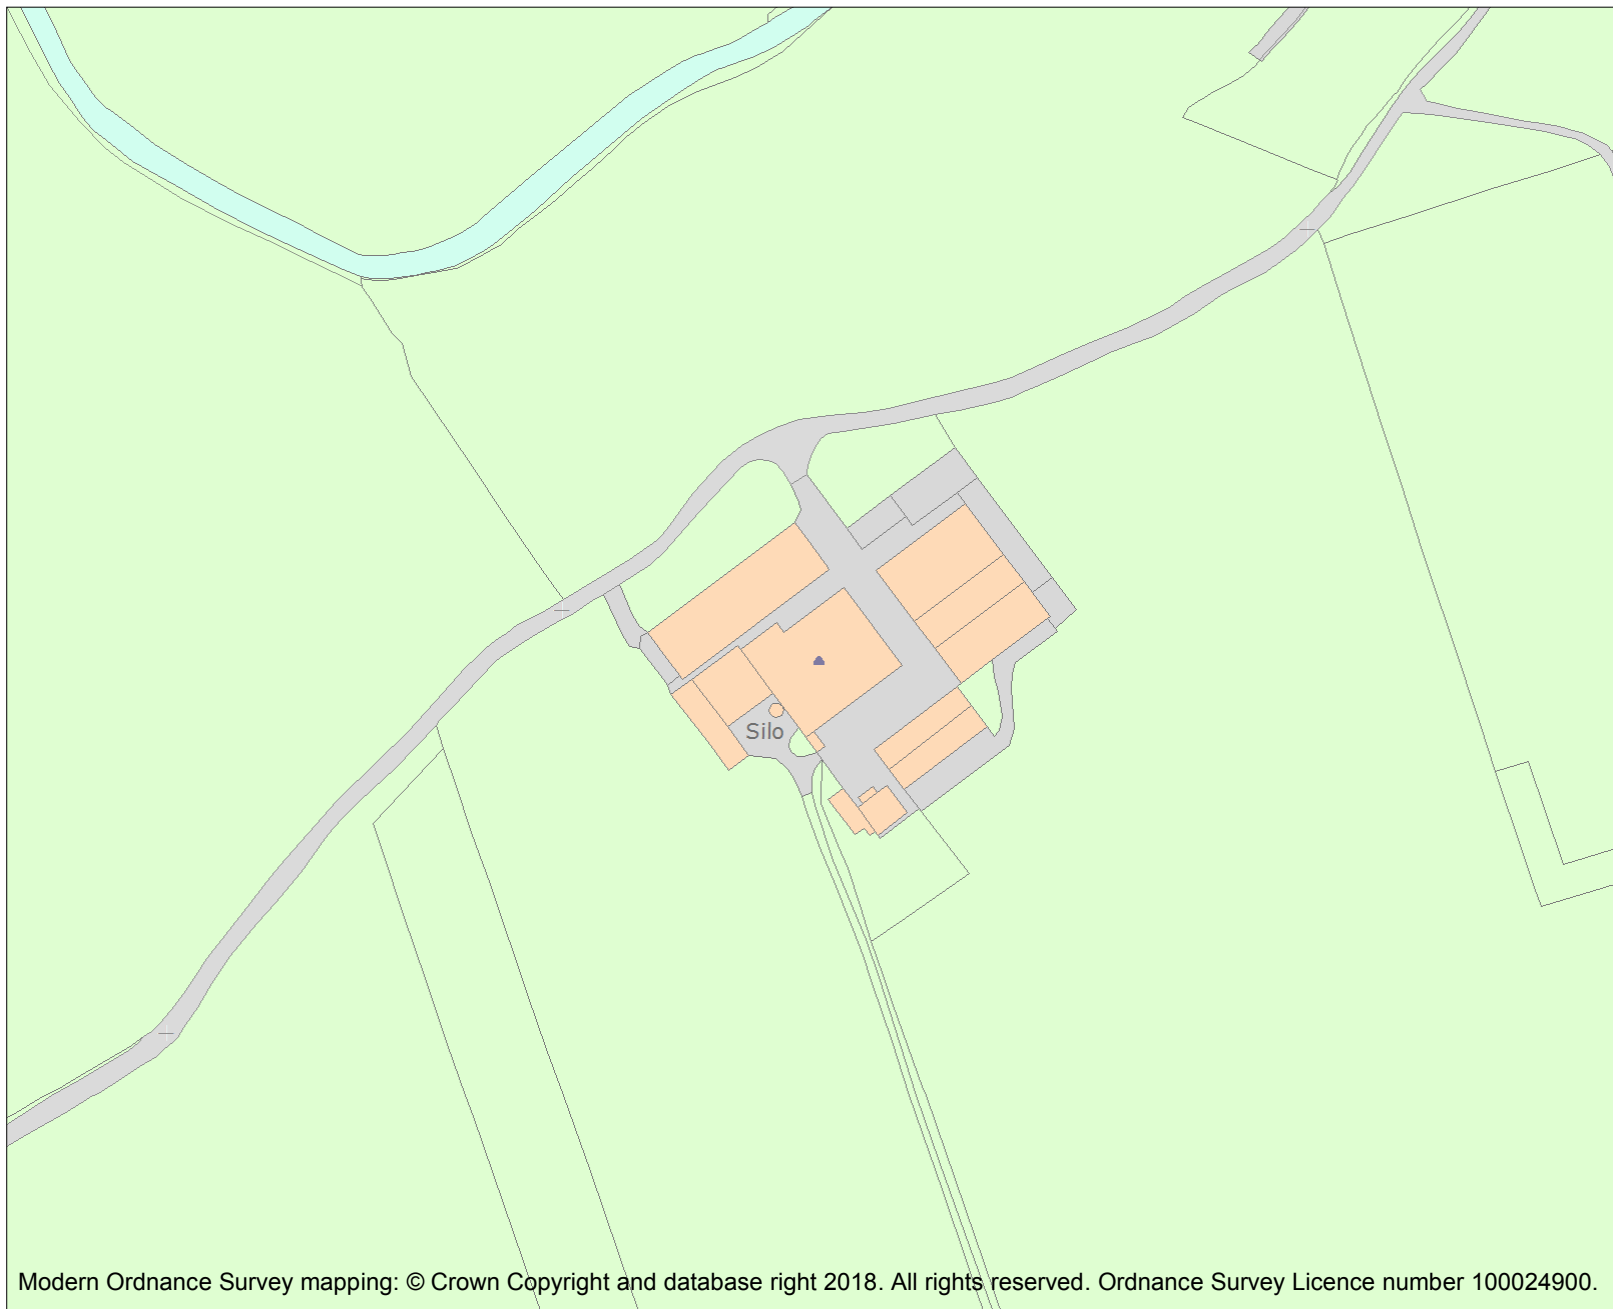 Silo
Modern Ordnance Survey mapping: © Crown Copyright and database right 2018. All rights reserved. Ordnance Survey Licence number 100024900.